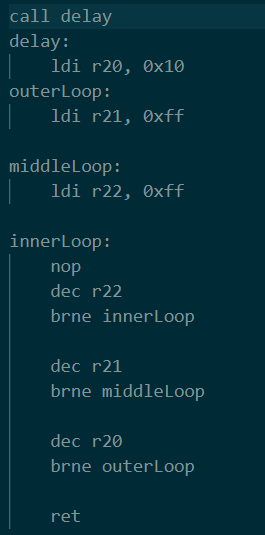 call delay
delay:
ldi r20, 0x10
outerLoop:
ldi r21, 0xff
middleLoop:
ldi r22, 0xff
innerLoop:
nop
dec r22
brne innerLoop
dec r21
brne middleLoop
dec r20
brne outerLoop
ret